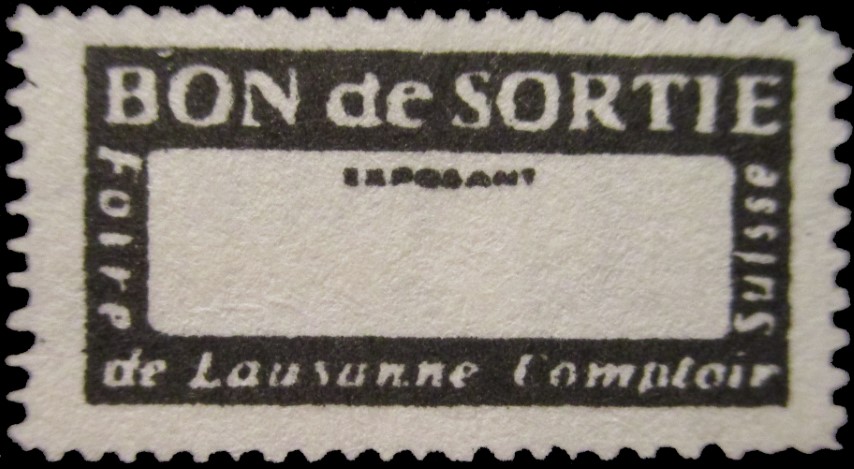 BON de SORTIE
EXPOSANT
Foire
de Lausanne Comptoir
Suisse